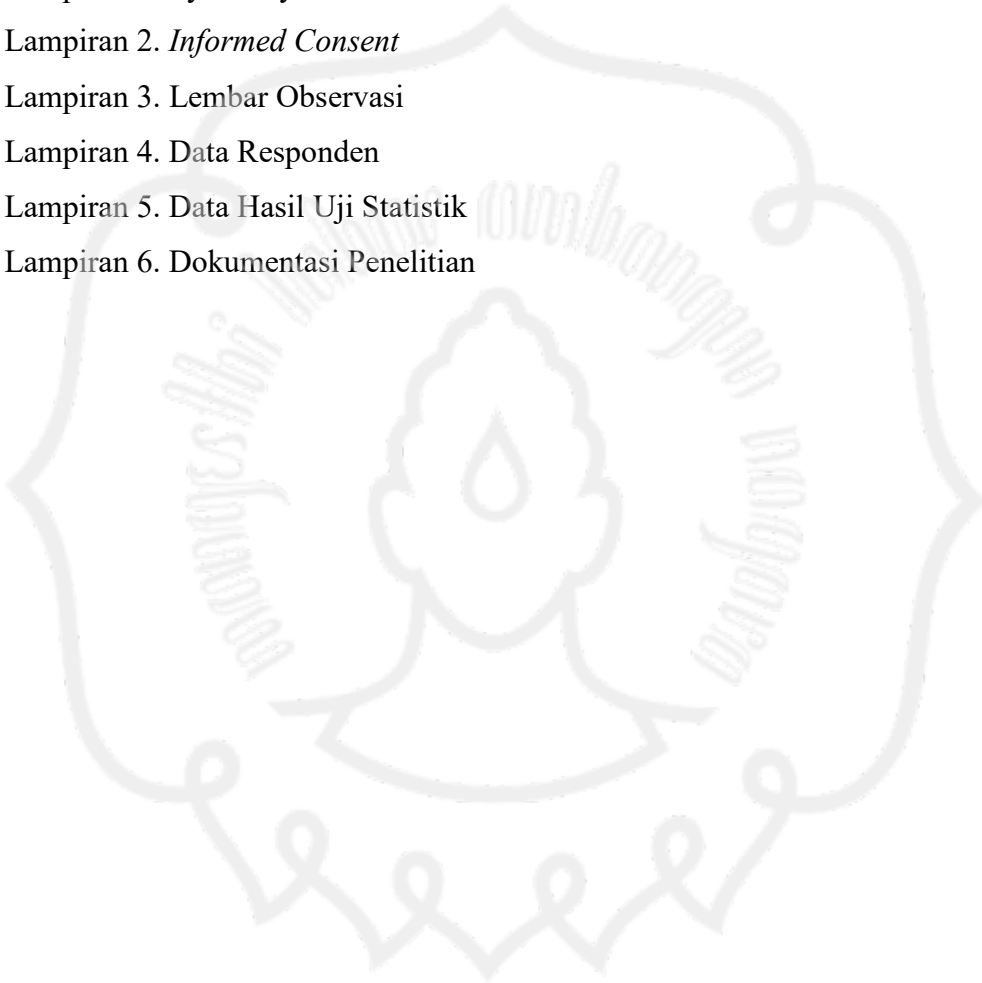 Lampiran 2. Informed Consent
Lampiran 3. Lembar Observasi
Lampiran 4. Data Responden
Lampiran 5. Data Hasil Uji Statistik
Lampiran 6. Dokumentasi Penelitian